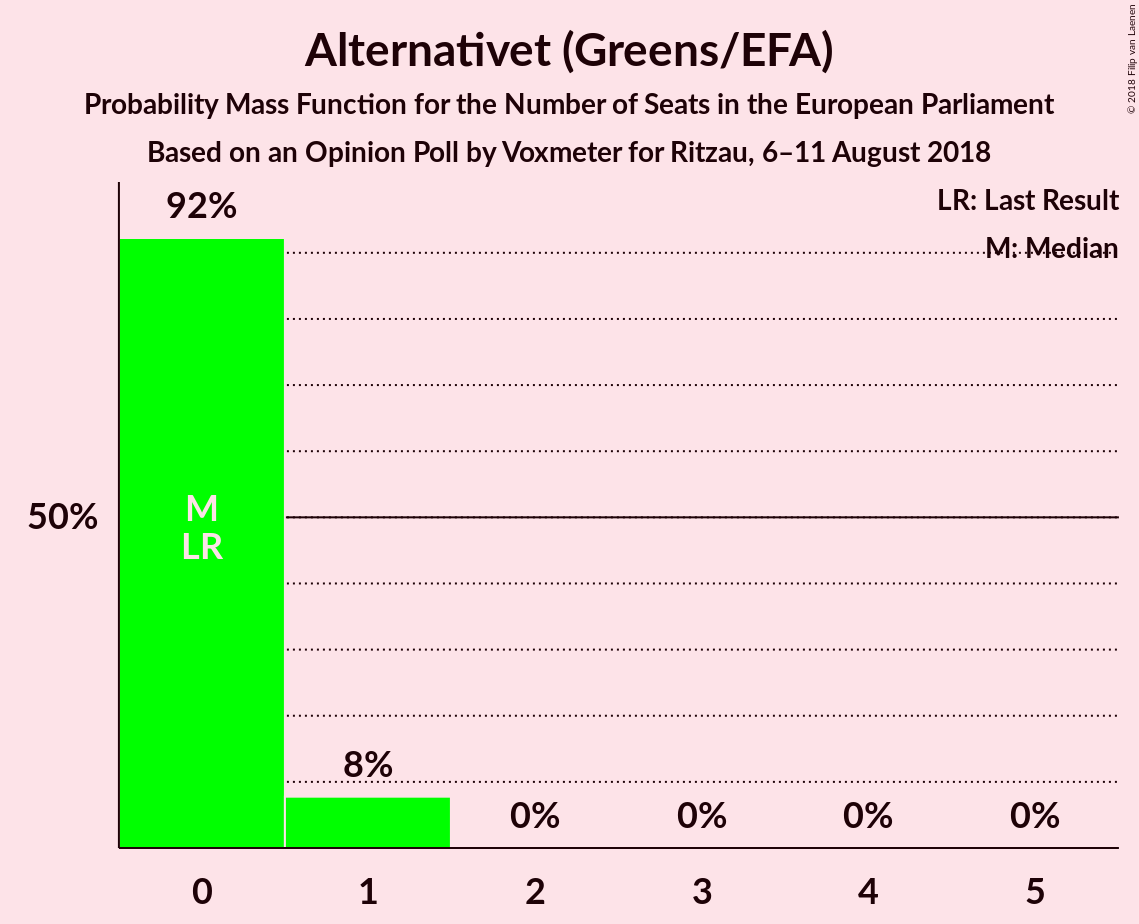 Alternativet (Greens/EFA)
Probability Mass Function for the Number of Seats in the European Parliament
Based on an Opinion Poll by Voxmeter for Ritzau, 6–11 August 2018
© 2018 Filip van Laenen
LR: Last Result
M: Median
92%
50%
M
LR
8%
0%
0%
0%
0%
0
1
2
3
4
5